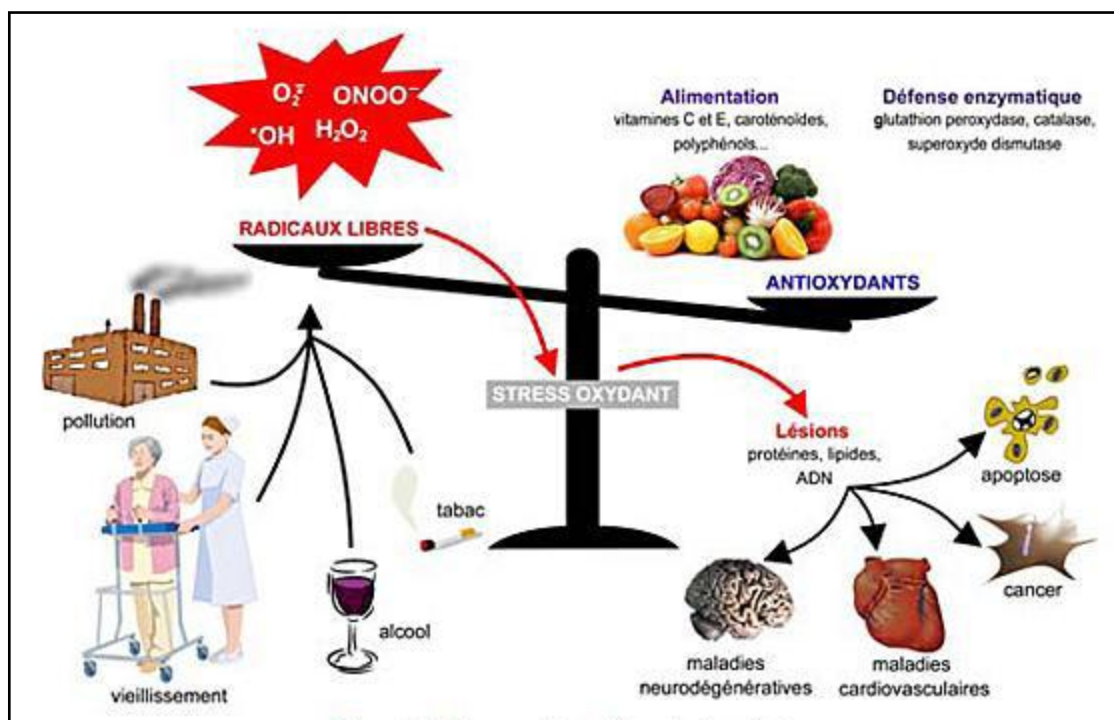 O₂⁻ ONOO⁻
•OH H₂O₂
RADICAUX LIBRES
Alimentation
vitamines C et E, caroténoïdes,
polyphénols...
Défense enzymatique
glutathion peroxydase, catalase,
superoxyde dismutase
ANTIOXYDANTS
STRESS OXYDANT
pollution
vieillissement
alcool
tabac
Lésions
protéines, lipides,
ADN
apoptose
cancer
maladies
cardiovasculaires
maladies
neurodégénératives